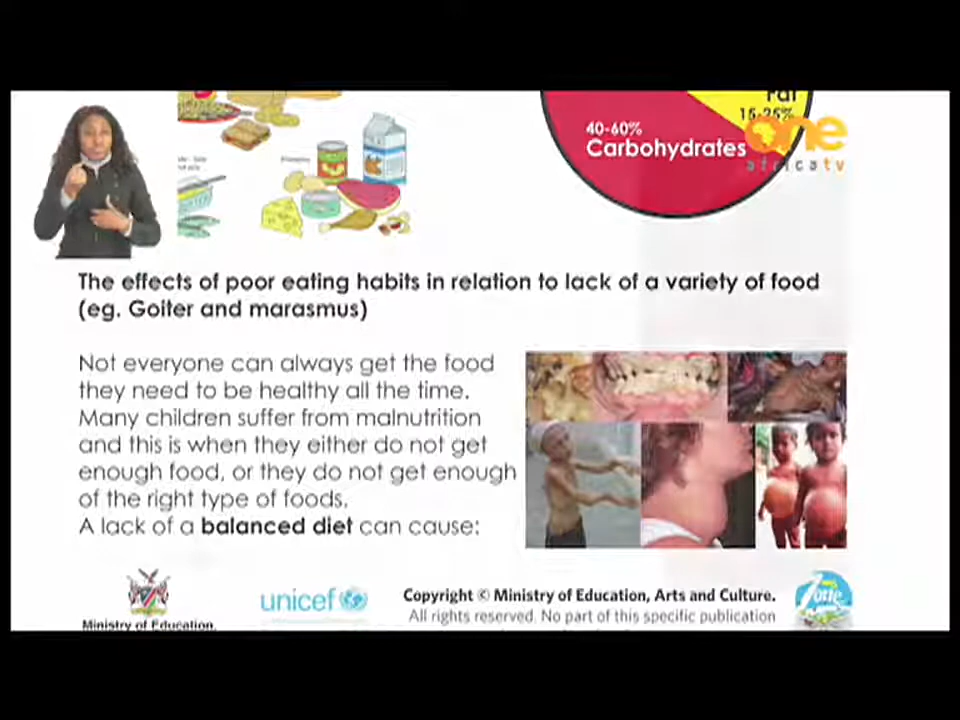 Fat
15-25%
40-60%
Carbohydrates
one
africa tv
The effects of poor eating habits in relation to lack of a variety of food
(eg. Goiter and marasmus)
Not everyone can always get the food
they need to be healthy all the time.
Many children suffer from malnutrition
and this is when they either do not get
enough food, or they do not get enough
of the right type of foods.
A lack of a balanced diet can cause:
Ministry of Education,
unicef
Copyright © Ministry of Education, Arts and Culture.
All rights reserved. No part of this specific publication